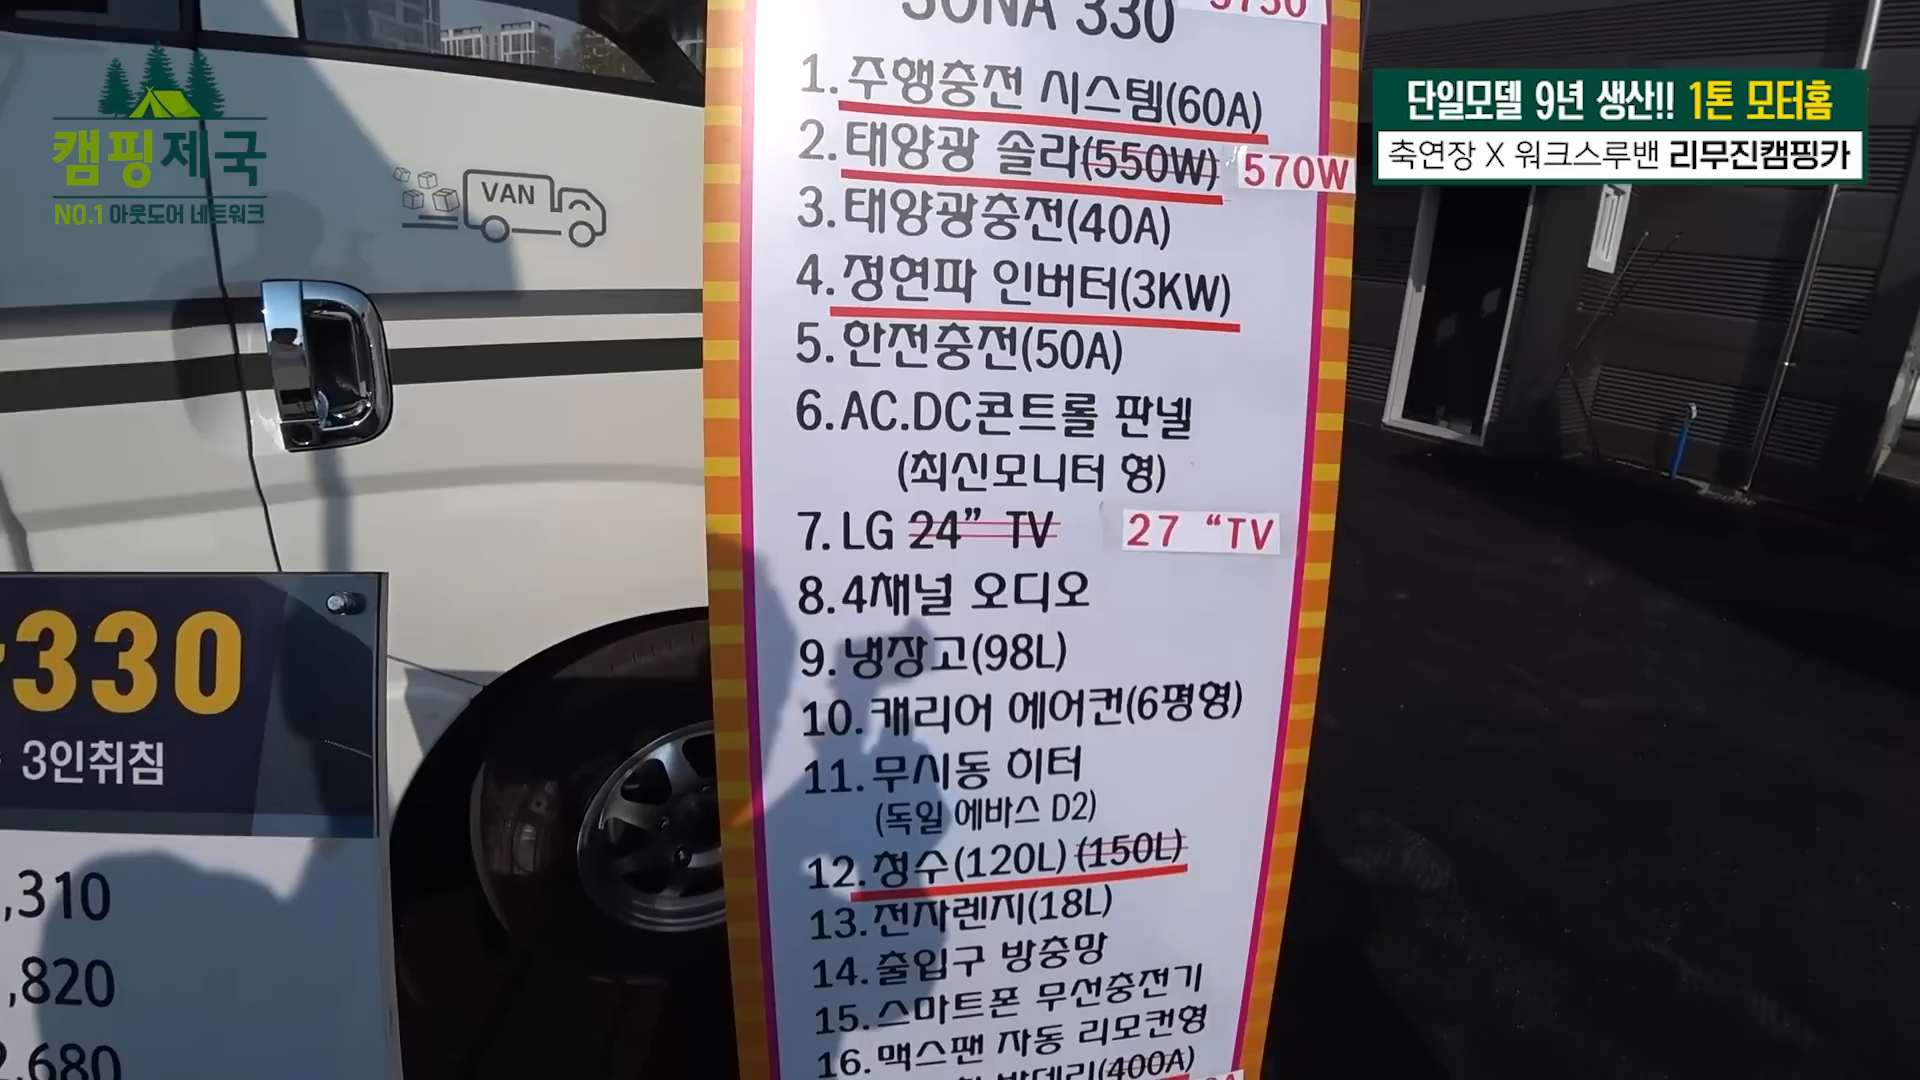 캠핑제국
NO.1 아웃도어 네트워크
단일모델 9년 생산!! 1톤 모터홈
축연장 X 워크스루밴 리무진캠핑카
VAN
SONA 330 3750
1. 주행충전 시스템(60A)
2. 태양광 솔라(550W) 570W
3. 태양광충전(40A)
4. 정현파 인버터(3KW)
5. 한전충전(50A)
6. AC.DC콘트롤 판넬
(최신모니터 형)
7. LG 24” TV 27 “TV
8. 4채널 오디오
9. 냉장고(98L)
10. 캐리어 에어컨(6평형)
11. 무시동 히터
(독일 에바스 D2)
12. 청수(120L) (150L)
13. 전자렌지(18L)
14. 출입구 방충망
15. 스마트폰 무선충전기
16. 맥스팬 자동 리모컨형
밧데리(400A)
330
3인취침
,310
,820
2,680